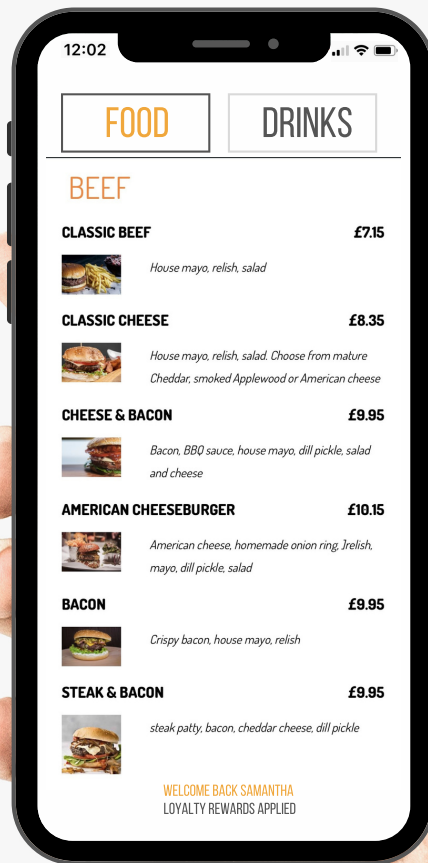 12:02
FOOD
DRINKS
BEEF
CLASSIC BEEF £7.15
House mayo, relish, salad
CLASSIC CHEESE £8.35
House mayo, relish, salad. Choose from mature
Cheddar, smoked Applewood or American cheese
CHEESE & BACON £9.95
Bacon, BBQ sauce, house mayo, dill pickle, salad
and cheese
AMERICAN CHEESEBURGER £10.15
American cheese, homemade onion ring, ]relish,
mayo, dill pickle, salad
BACON £9.95
Crispy bacon, house mayo, relish
STEAK & BACON £9.95
steak patty, bacon, cheddar cheese, dill pickle
WELCOME BACK SAMANTHA
LOYALTY REWARDS APPLIED